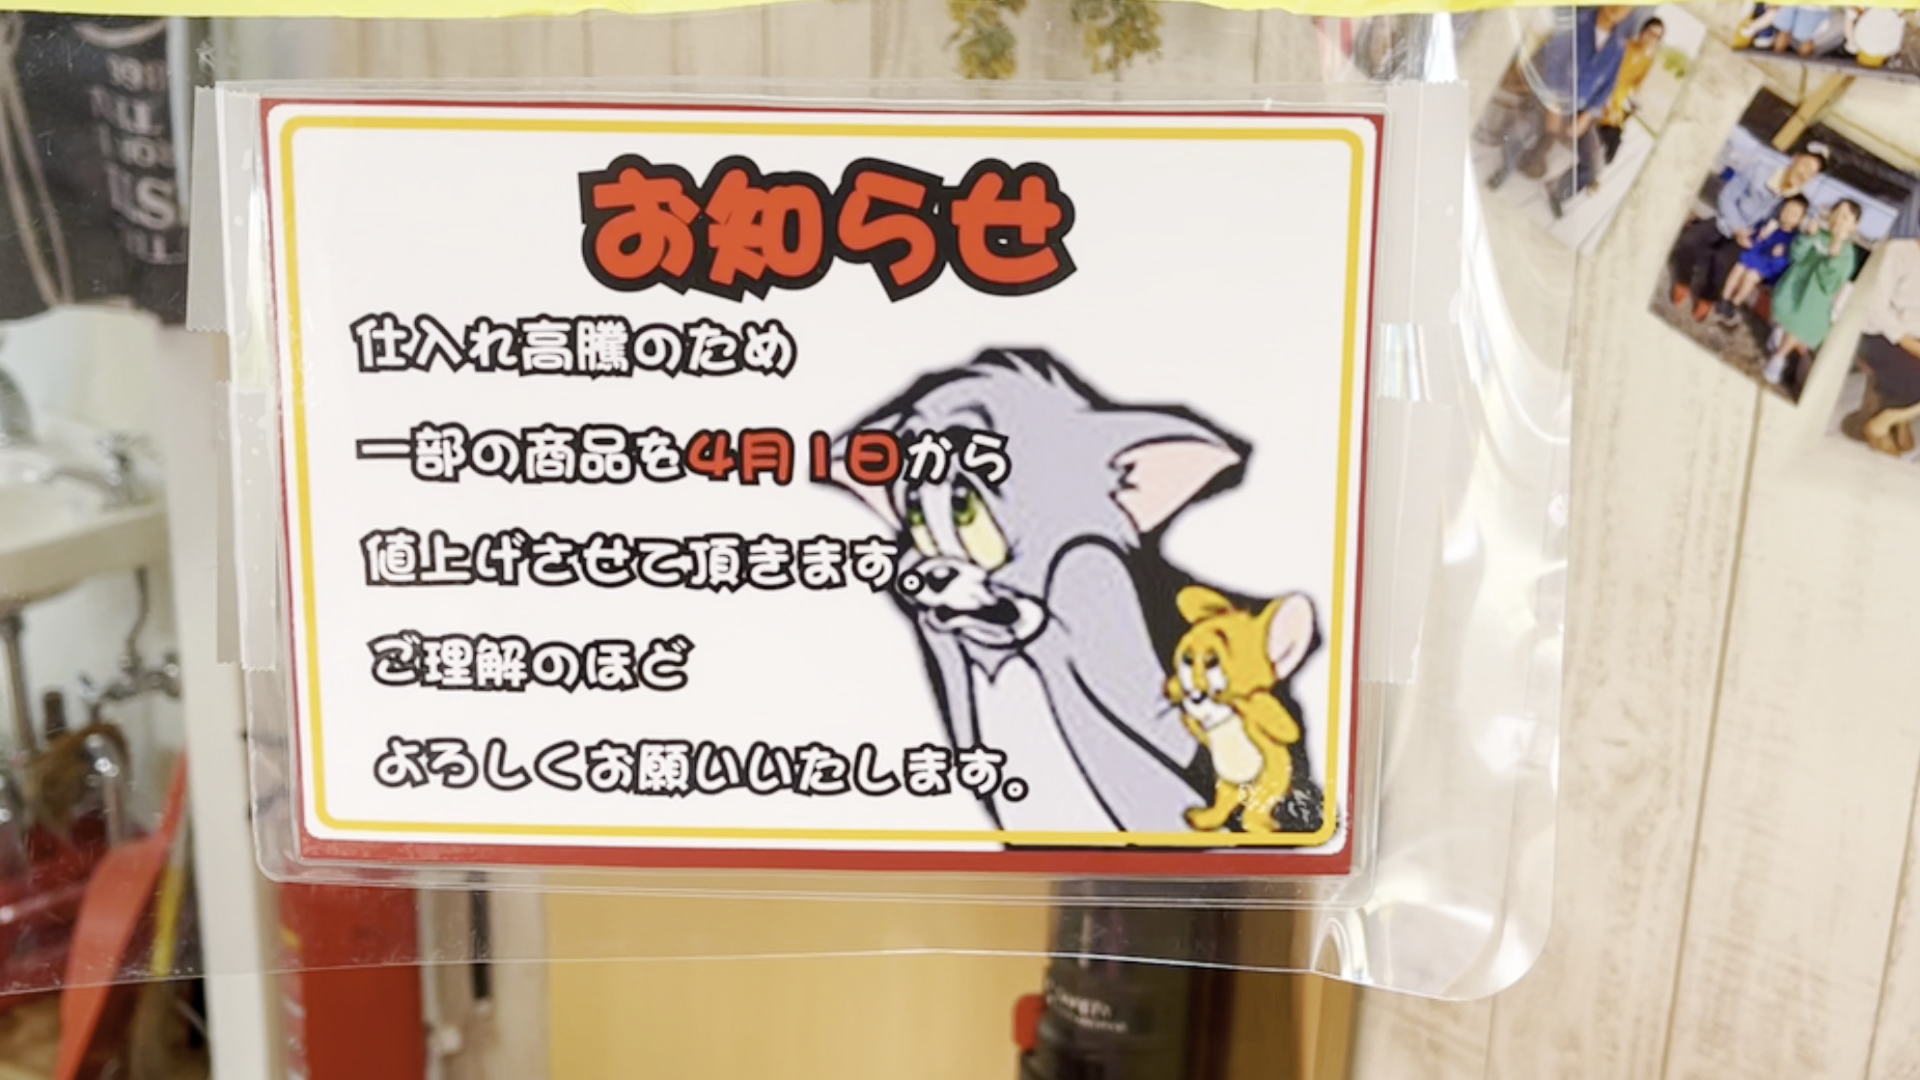 お知らせ
仕入れ高騰のため
一部の商品を4月1日から
値上げさせて頂きます。
ご理解のほど
よろしくお願いいたします。